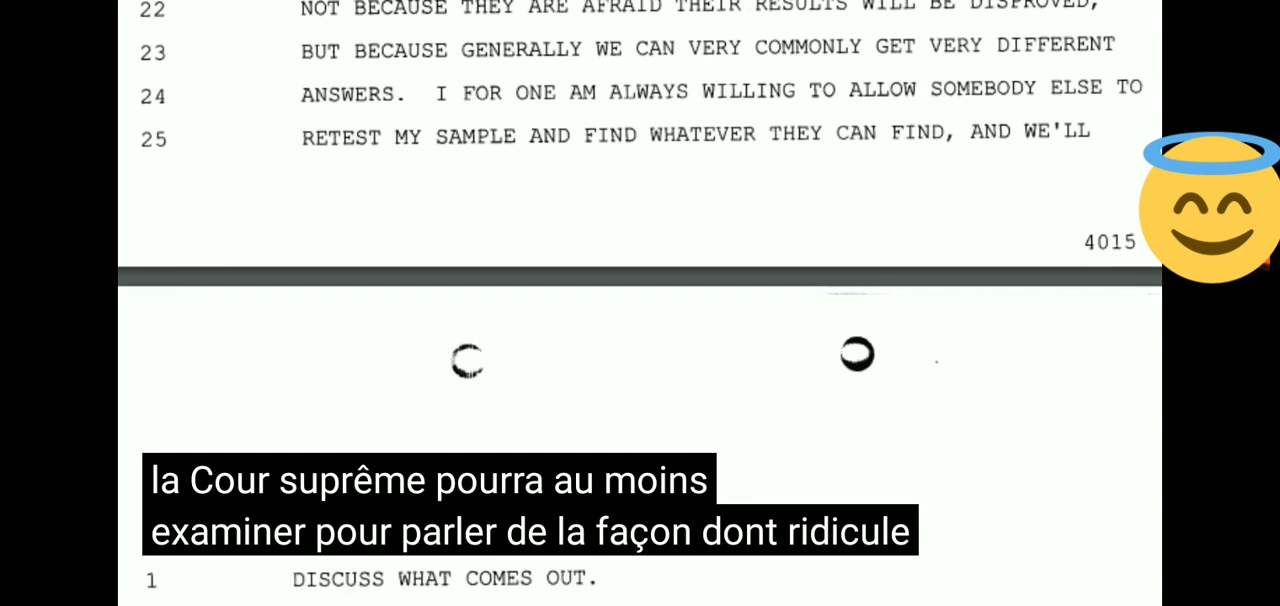 22 NOT BECAUSE THEY ARE AFRAID THEIR RESULTS WILL BE DISPROVED,
23 BUT BECAUSE GENERALLY WE CAN VERY COMMONLY GET VERY DIFFERENT
24 ANSWERS. I FOR ONE AM ALWAYS WILLING TO ALLOW SOMEBODY ELSE TO
25 RETEST MY SAMPLE AND FIND WHATEVER THEY CAN FIND, AND WE'LL
4015
la Cour suprême pourra au moins
examiner pour parler de la façon dont ridicule
1 DISCUSS WHAT COMES OUT.